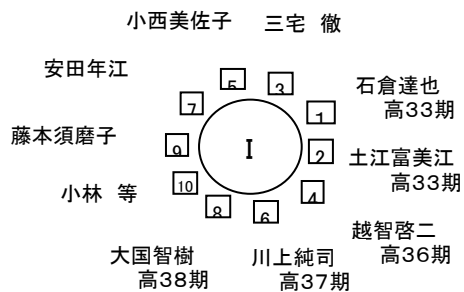 小西美佐子
三宅 徹
安田年江
石倉達也
高33期
5
3
7
1
藤本須磨子
9
I
2
土江富美江
高33期
小林 等
10
4
8
6
越智啓二
高36期
大国智樹
高38期
川上純司
高37期